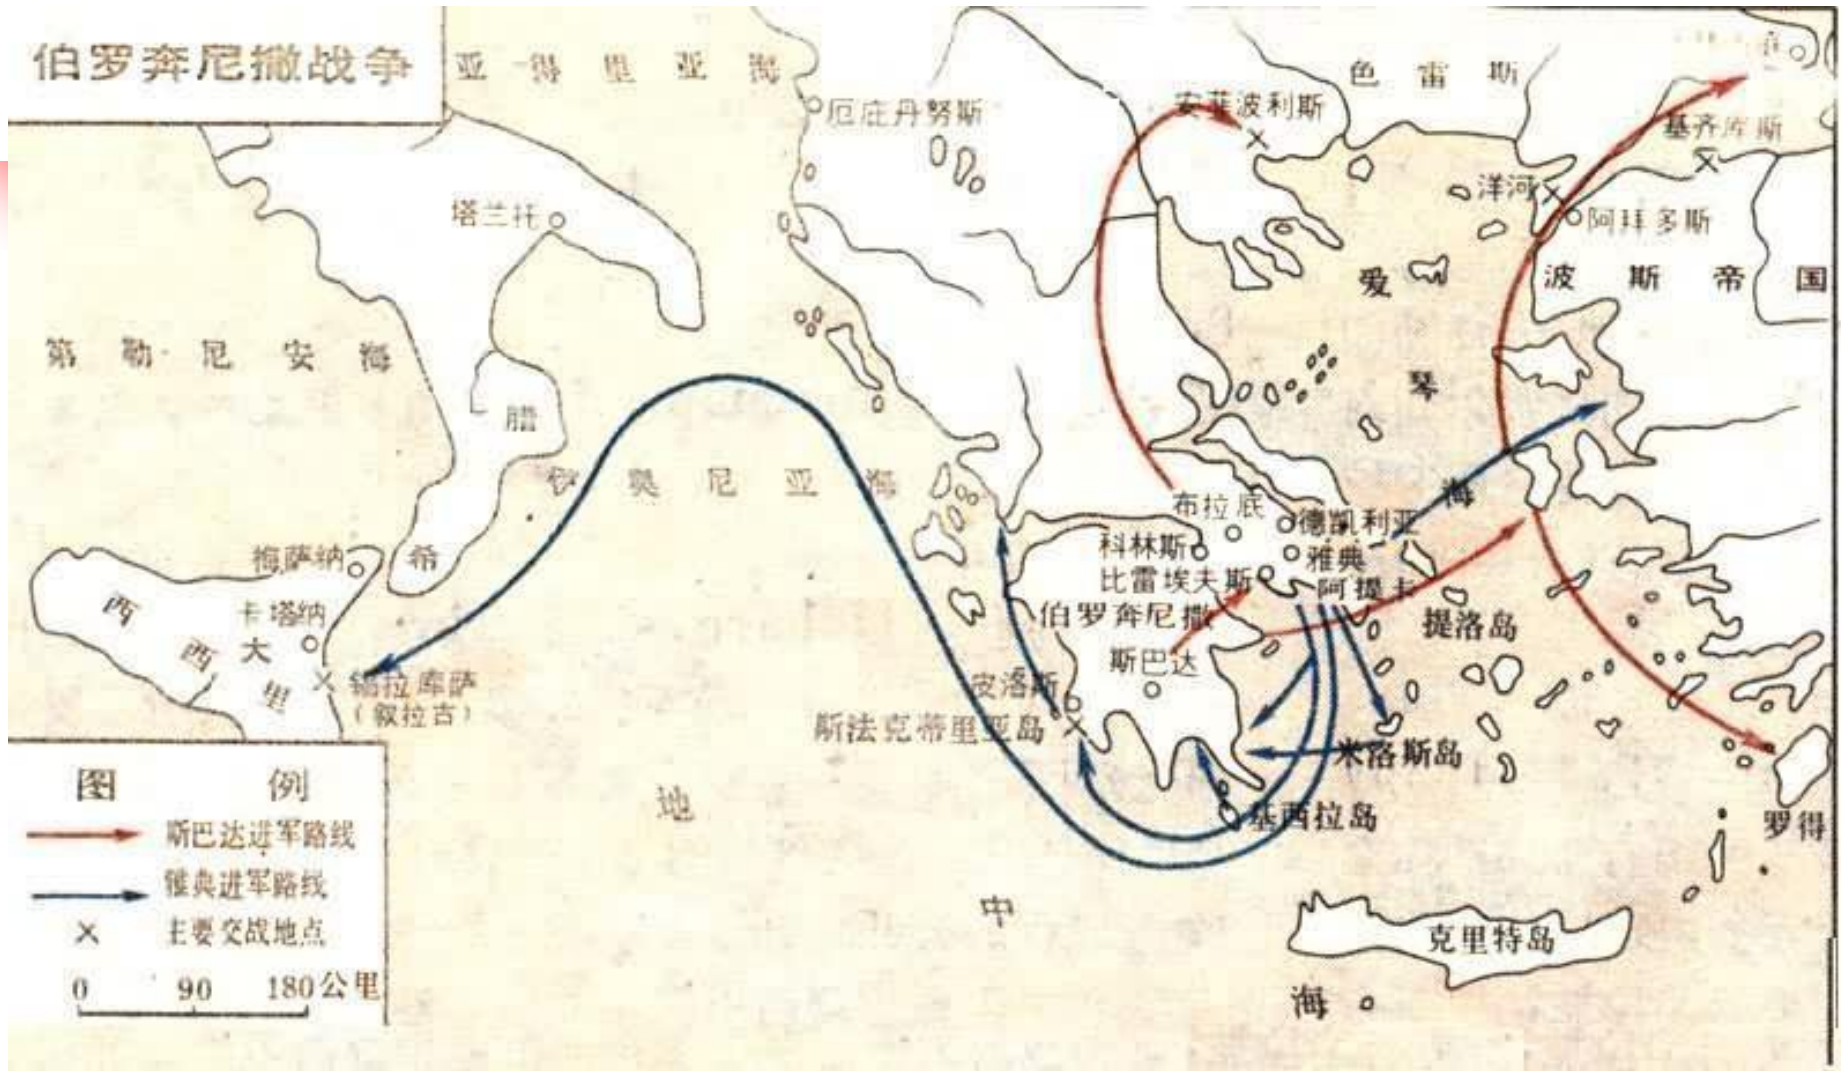 伯罗奔尼撒战争
亚得里亚海
色雷斯
厄庇丹努斯
安菲波利斯
基齐库斯
洋河
阿拜多斯
塔兰托
爱
琴
海
波斯帝国
第勒尼安海
腊
希
大
伊奥尼亚海
布拉底
德凯利亚
科林斯
雅典
比雷埃夫斯
阿提卡
梅萨纳
卡塔纳
西
西
里
伯罗奔尼撒
提洛岛
斯巴达
皮洛斯
锡拉库萨
(叙拉古)
斯法克蒂里亚岛
米洛斯岛
基西拉岛
罗得
地
中
海
克里特岛
图例
斯巴达进军路线
雅典进军路线
主要交战地点
0 90 180公里